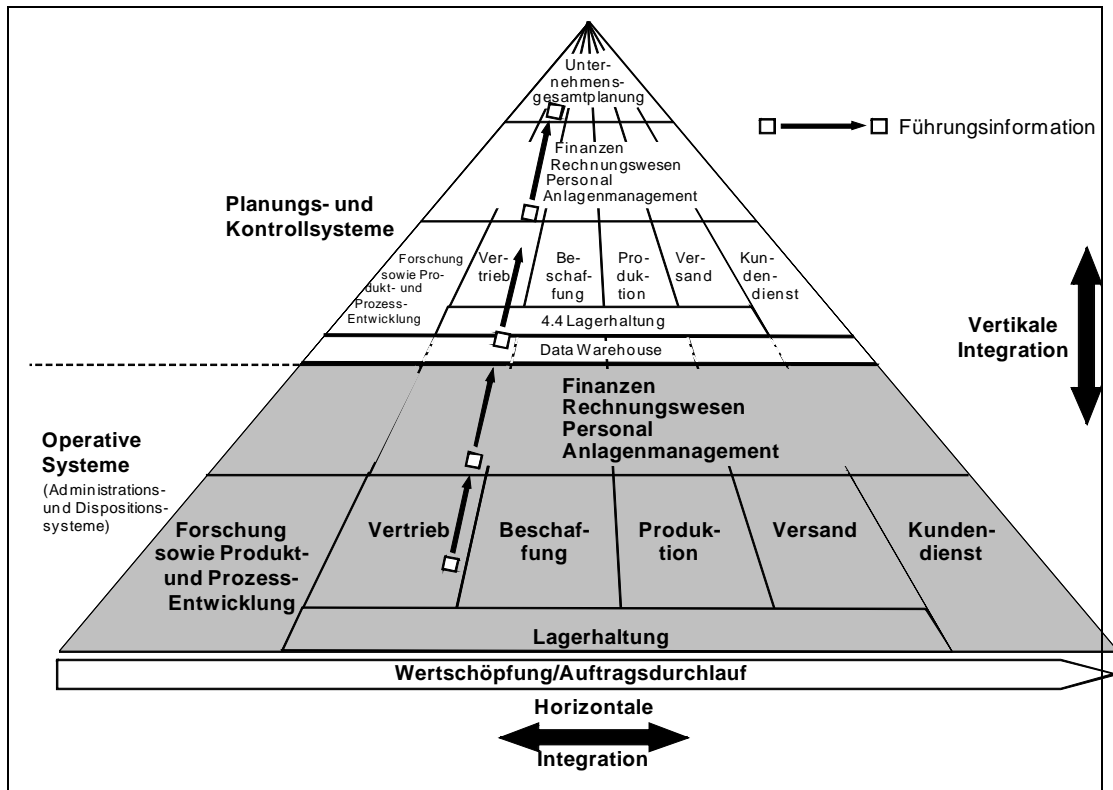 Unter-
nehmens-
gesamtplanung
Führungsinformation
Finanzen
Rechnungswesen
Personal
Anlagenmanagement
Planungs- und
Kontrollsysteme
Forschung
sowie Pro-
dukt- und
Prozess-
Entwicklung
Ver-
trieb
Be-
schaf-
fung
Pro-
duk-
tion
Ver-
sand
Kun-
den-
dienst
4.4 Lagerhaltung
Data Warehouse
Vertikale
Integration
Finanzen
Rechnungswesen
Personal
Anlagenmanagement
Operative
Systeme
(Administrations-
und Dispositions-
systeme)
Forschung
sowie Produkt-
und Prozess-
Entwicklung
Vertrieb
Beschaf-
fung
Produk-
tion
Versand
Kunden-
dienst
Lagerhaltung
Wertschöpfung/Auftragsdurchlauf
Horizontale
Integration